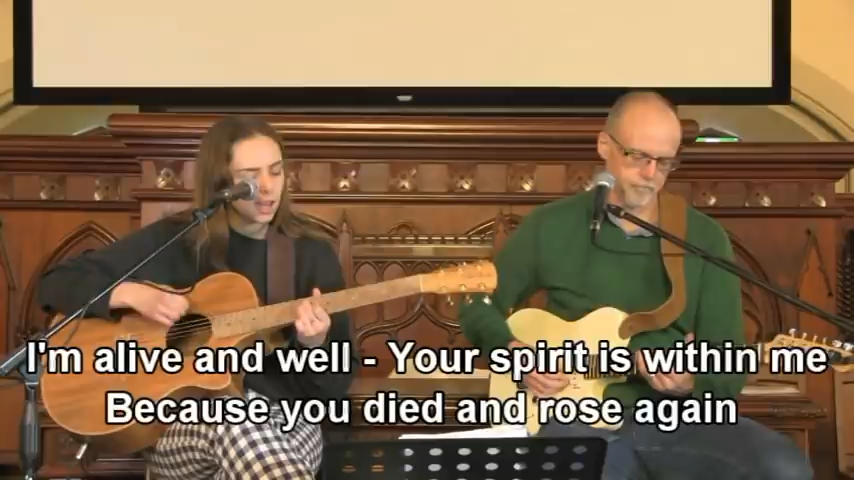 I'm alive and well - Your spirit is within me
Because you died and rose again